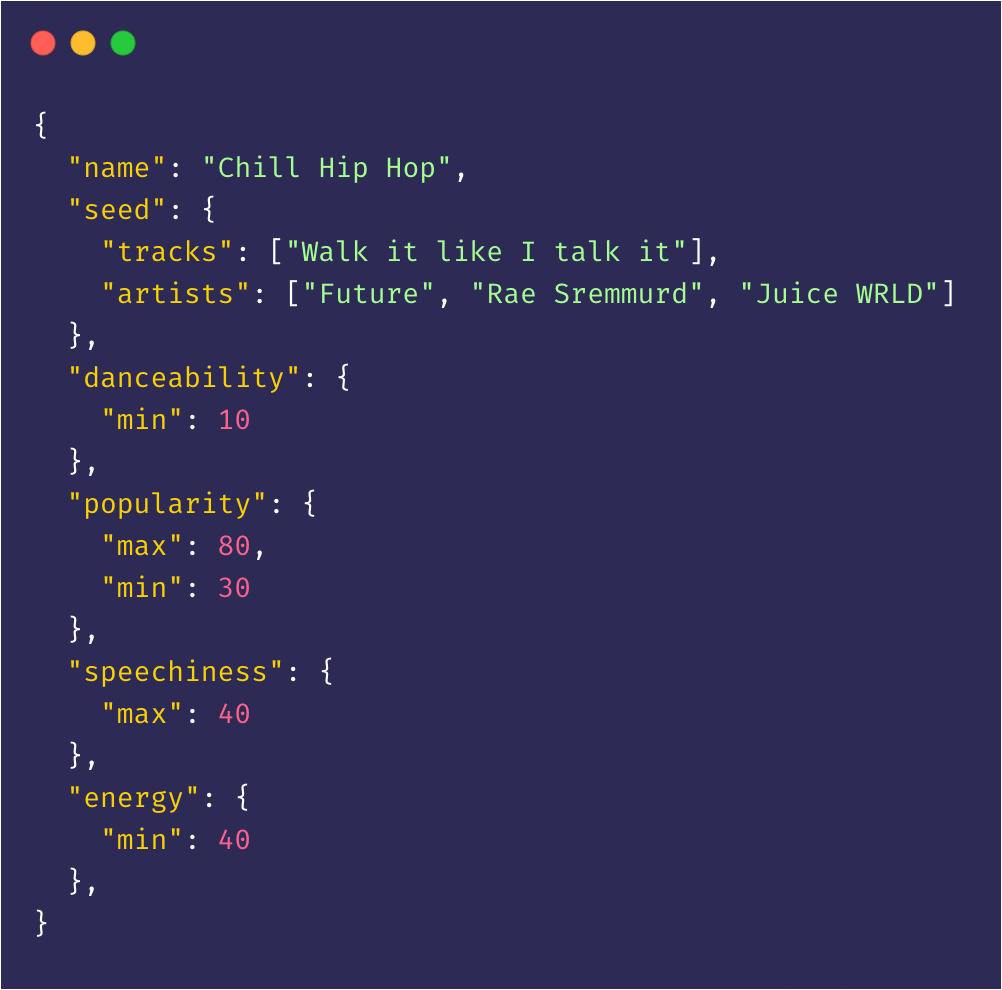 {
  "name": "Chill Hip Hop",
  "seed": {
    "tracks": ["Walk it like I talk it"],
    "artists": ["Future", "Rae Sremmurd", "Juice WRLD"]
  },
  "danceability": {
    "min": 10
  },
  "popularity": {
    "max": 80,
    "min": 30
  },
  "speechiness": {
    "max": 40
  },
  "energy": {
    "min": 40
  },
}